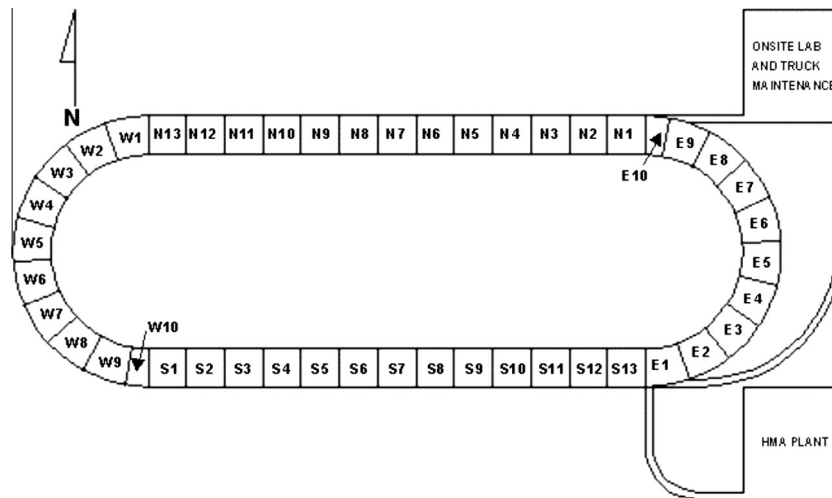 ONSITE LAB
AND TRUCK
MAINTENANCE
N
W1 N13 N12 N11 N10 N9 N8 N7 N6 N5 N4 N3 N2 N1 E9
W2
E8
W3
E10
E7
W4
E6
W5
E5
W6
E4
W7
W10
E3
W8
E2
W9 S1 S2 S3 S4 S5 S6 S7 S8 S9 S10 S11 S12 S13 E1
HMA PLANT